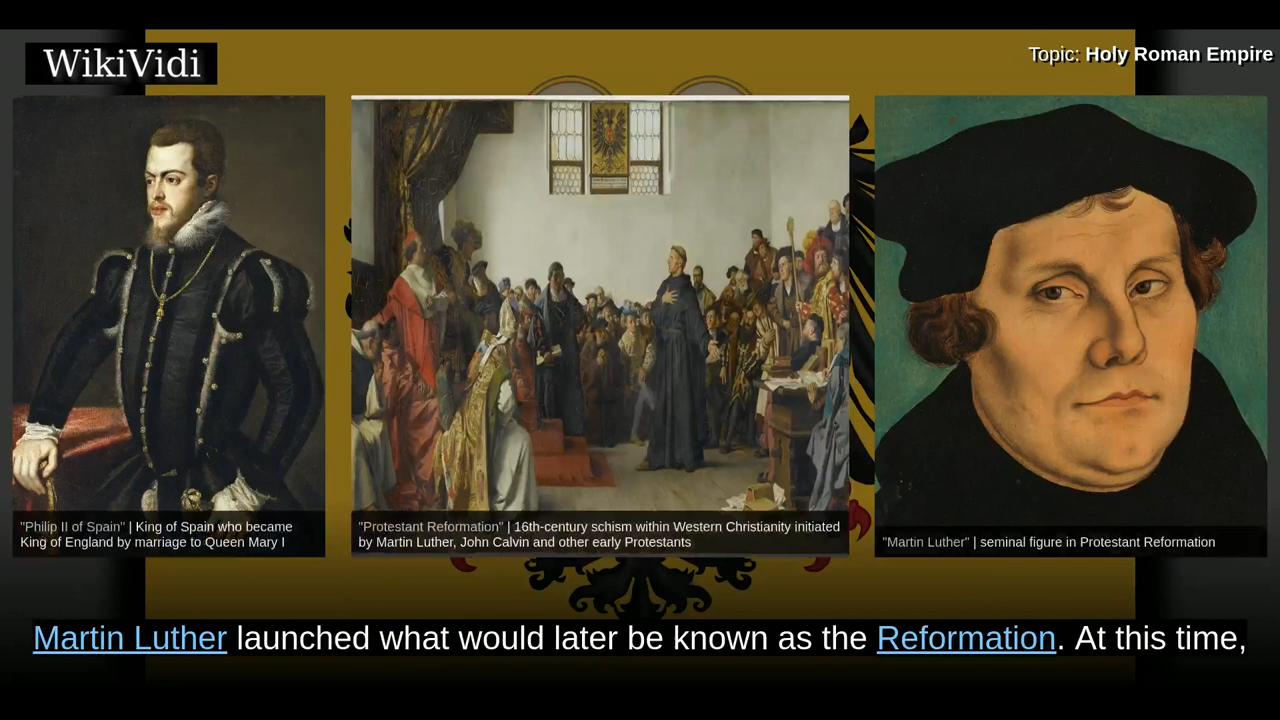 WikiVidi
Topic: Holy Roman Empire
"Philip II of Spain" | King of Spain who became
King of England by marriage to Queen Mary I
"Protestant Reformation" | 16th-century schism within Western Christianity initiated
by Martin Luther, John Calvin and other early Protestants
"Martin Luther" | seminal figure in Protestant Reformation
Martin Luther launched what would later be known as the Reformation. At this time,